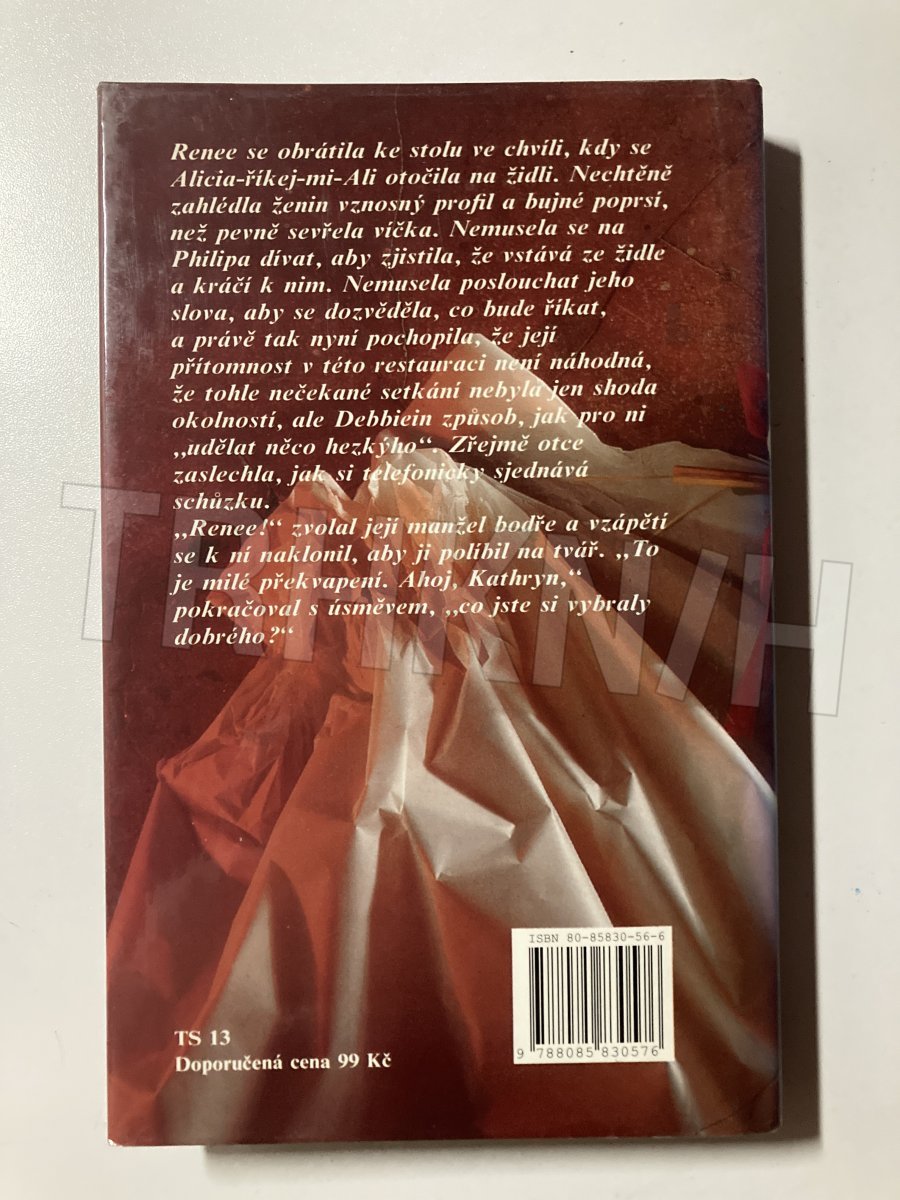 Renee se obrátila ke stolu ve chvíli, kdy se
Alicia-říkej-mi-Ali otočila na židli. Nechtěně
zahlédla ženin vznosný profil a bujné poprsí,
než pevně sevřela víčka. Nemusela se na
Philipa dívat, aby zjistila, že vstává ze židle
a kráčí k nim. Nemusela poslouchat jeho
slova, aby se dozvěděla, co bude říkat,
a právě tak nyní pochopila, že její
přítomnost v této restauraci není náhodná,
že tohle nečekané setkání nebyla jen shoda
okolností, ale Debbiein způsob, jak pro ni
„udělat něco hezkýho“. Zřejmě otce
zaslechla, jak si telefonicky sjednává
schůzku.
„Renee!“ zvolal její manžel bodře a vzápětí
se k ní naklonil, aby ji políbil na tvář. „To
je milé překvapení. Ahoj, Kathryn,“
pokračoval s úsměvem, „co jste si vybraly
dobrého?“
TRHKNIH
ISBN 80-85830-56-6
9 788085 830576
TS 13
Doporučená cena 99 Kč